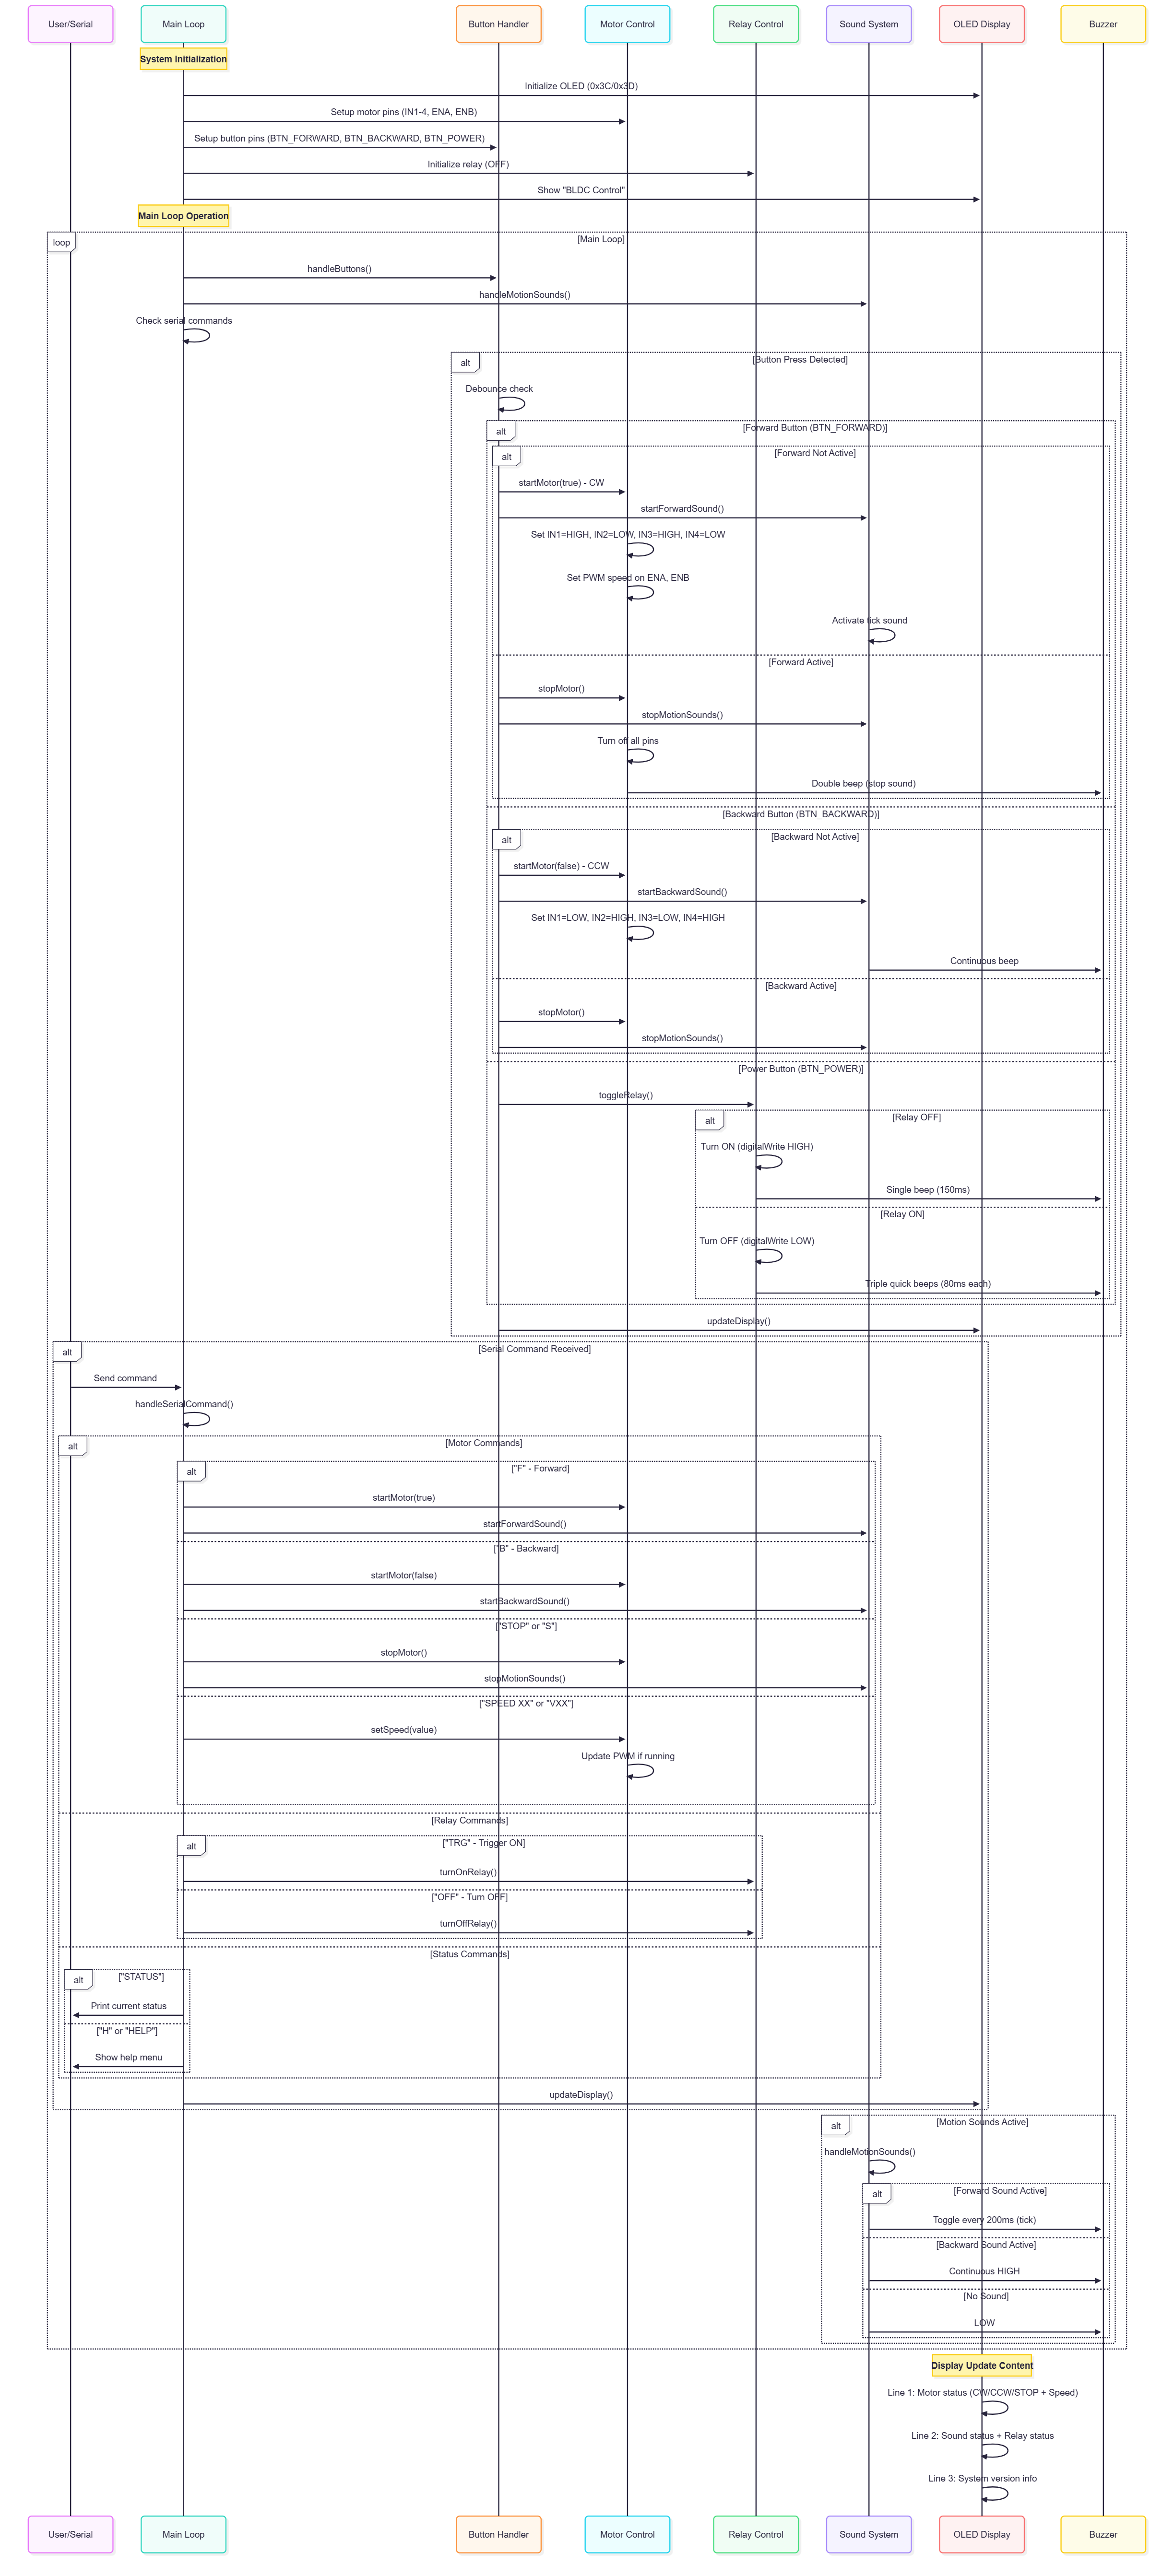 User/Serial
Main Loop
Button Handler
Motor Control
Relay Control
Sound System
OLED Display
Buzzer
System Initialization
Initialize OLED (0x3C/0x3D)
Setup motor pins (IN1-4, ENA, ENB)
Setup button pins (BTN_FORWARD, BTN_BACKWARD, BTN_POWER)
Initialize relay (OFF)
Show "BLDC Control"
Main Loop Operation
loop
[Main Loop]
handleButtons()
handleMotionSounds()
Check serial commands
alt
[Button Press Detected]
Debounce check
alt
[Forward Button (BTN_FORWARD)]
alt
[Forward Not Active]
startMotor(true) - CW
startForwardSound()
Set IN1=HIGH, IN2=LOW, IN3=HIGH, IN4=LOW
Set PWM speed on ENA, ENB
Activate tick sound
[Forward Active]
stopMotor()
stopMotionSounds()
Turn off all pins
Double beep (stop sound)
[Backward Button (BTN_BACKWARD)]
alt
[Backward Not Active]
startMotor(false) - CCW
startBackwardSound()
Set IN1=LOW, IN2=HIGH, IN3=LOW, IN4=HIGH
Continuous beep
[Backward Active]
stopMotor()
stopMotionSounds()
[Power Button (BTN_POWER)]
toggleRelay()
alt
[Relay OFF]
Turn ON (digitalWrite HIGH)
Single beep (150ms)
[Relay ON]
Turn OFF (digitalWrite LOW)
Triple quick beeps (80ms each)
updateDisplay()
alt
[Serial Command Received]
Send command
handleSerialCommand()
alt
[Motor Commands]
alt
["F" - Forward]
startMotor(true)
startForwardSound()
["B" - Backward]
startMotor(false)
startBackwardSound()
["STOP" or "S"]
stopMotor()
stopMotionSounds()
["SPEED XX" or "VXX"]
setSpeed(value)
Update PWM if running
[Relay Commands]
alt
["TRG" - Trigger ON]
turnOnRelay()
["OFF" - Turn OFF]
turnOffRelay()
[Status Commands]
alt
["STATUS"]
Print current status
["H" or "HELP"]
Show help menu
updateDisplay()
alt
[Motion Sounds Active]
handleMotionSounds()
alt
[Forward Sound Active]
Toggle every 200ms (tick)
[Backward Sound Active]
Continuous HIGH
[No Sound]
LOW
Display Update Content
Line 1: Motor status (CW/CCW/STOP + Speed)
Line 2: Sound status + Relay status
Line 3: System version info
User/Serial
Main Loop
Button Handler
Motor Control
Relay Control
Sound System
OLED Display
Buzzer